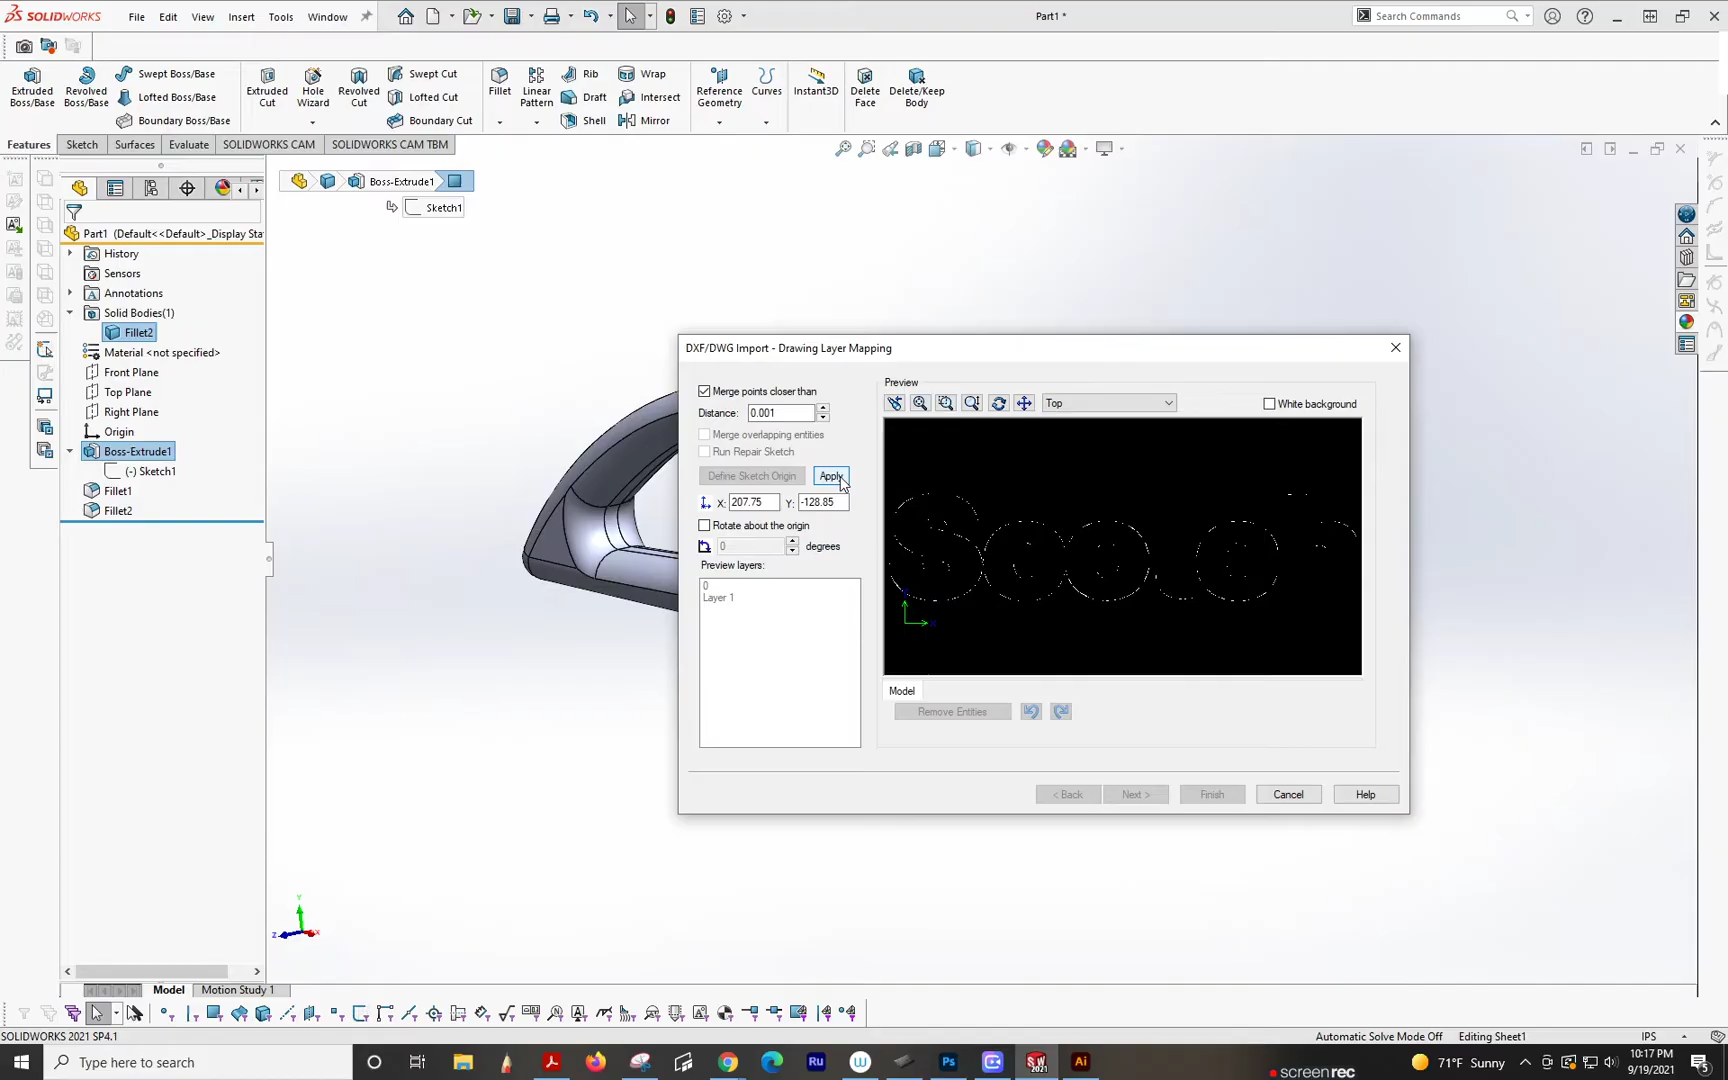 SOLIDWORKS File Edit View Insert Tools Window Part1 * Search Commands
Extruded Boss/Base
Revolved Boss/Base
Swept Boss/Base
Lofted Boss/Base
Boundary Boss/Base
Extruded Cut
Hole Wizard
Revolved Cut
Swept Cut
Lofted Cut
Boundary Cut
Fillet
Linear Pattern
Rib
Draft
Shell
Wrap
Intersect
Mirror
Reference Geometry
Curves
Instant3D
Delete Face
Delete/Keep Body
Features Sketch Surfaces Evaluate SOLIDWORKS CAM SOLIDWORKS CAM TBM
Boss-Extrude1
Sketch1
Part1 (Default<<Default>_Display Sta
History
Sensors
Annotations
Solid Bodies(1)
Fillet2
Material <not specified>
Front Plane
Top Plane
Right Plane
Origin
Boss-Extrude1
(-) Sketch1
Fillet1
Fillet2
DXF/DWG Import - Drawing Layer Mapping
Merge points closer than
Distance: 0.001
Merge overlapping entities
Run Repair Sketch
Define Sketch Origin Apply
X: 207.75 Y: -128.85
Rotate about the origin
0 degrees
Preview layers:
0
Layer 1
Preview
Top White background
Model
Remove Entities
< Back Next > Finish Cancel Help
Y
Z X
Model Motion Study 1
SOLIDWORKS 2021 SP4.1 Automatic Solve Mode Off Editing Sheet1 IPS
Type here to search
Ru
W
Ps
SW
2021
Ai
71°F Sunny
10:17 PM
9/19/2021
5
screenrec